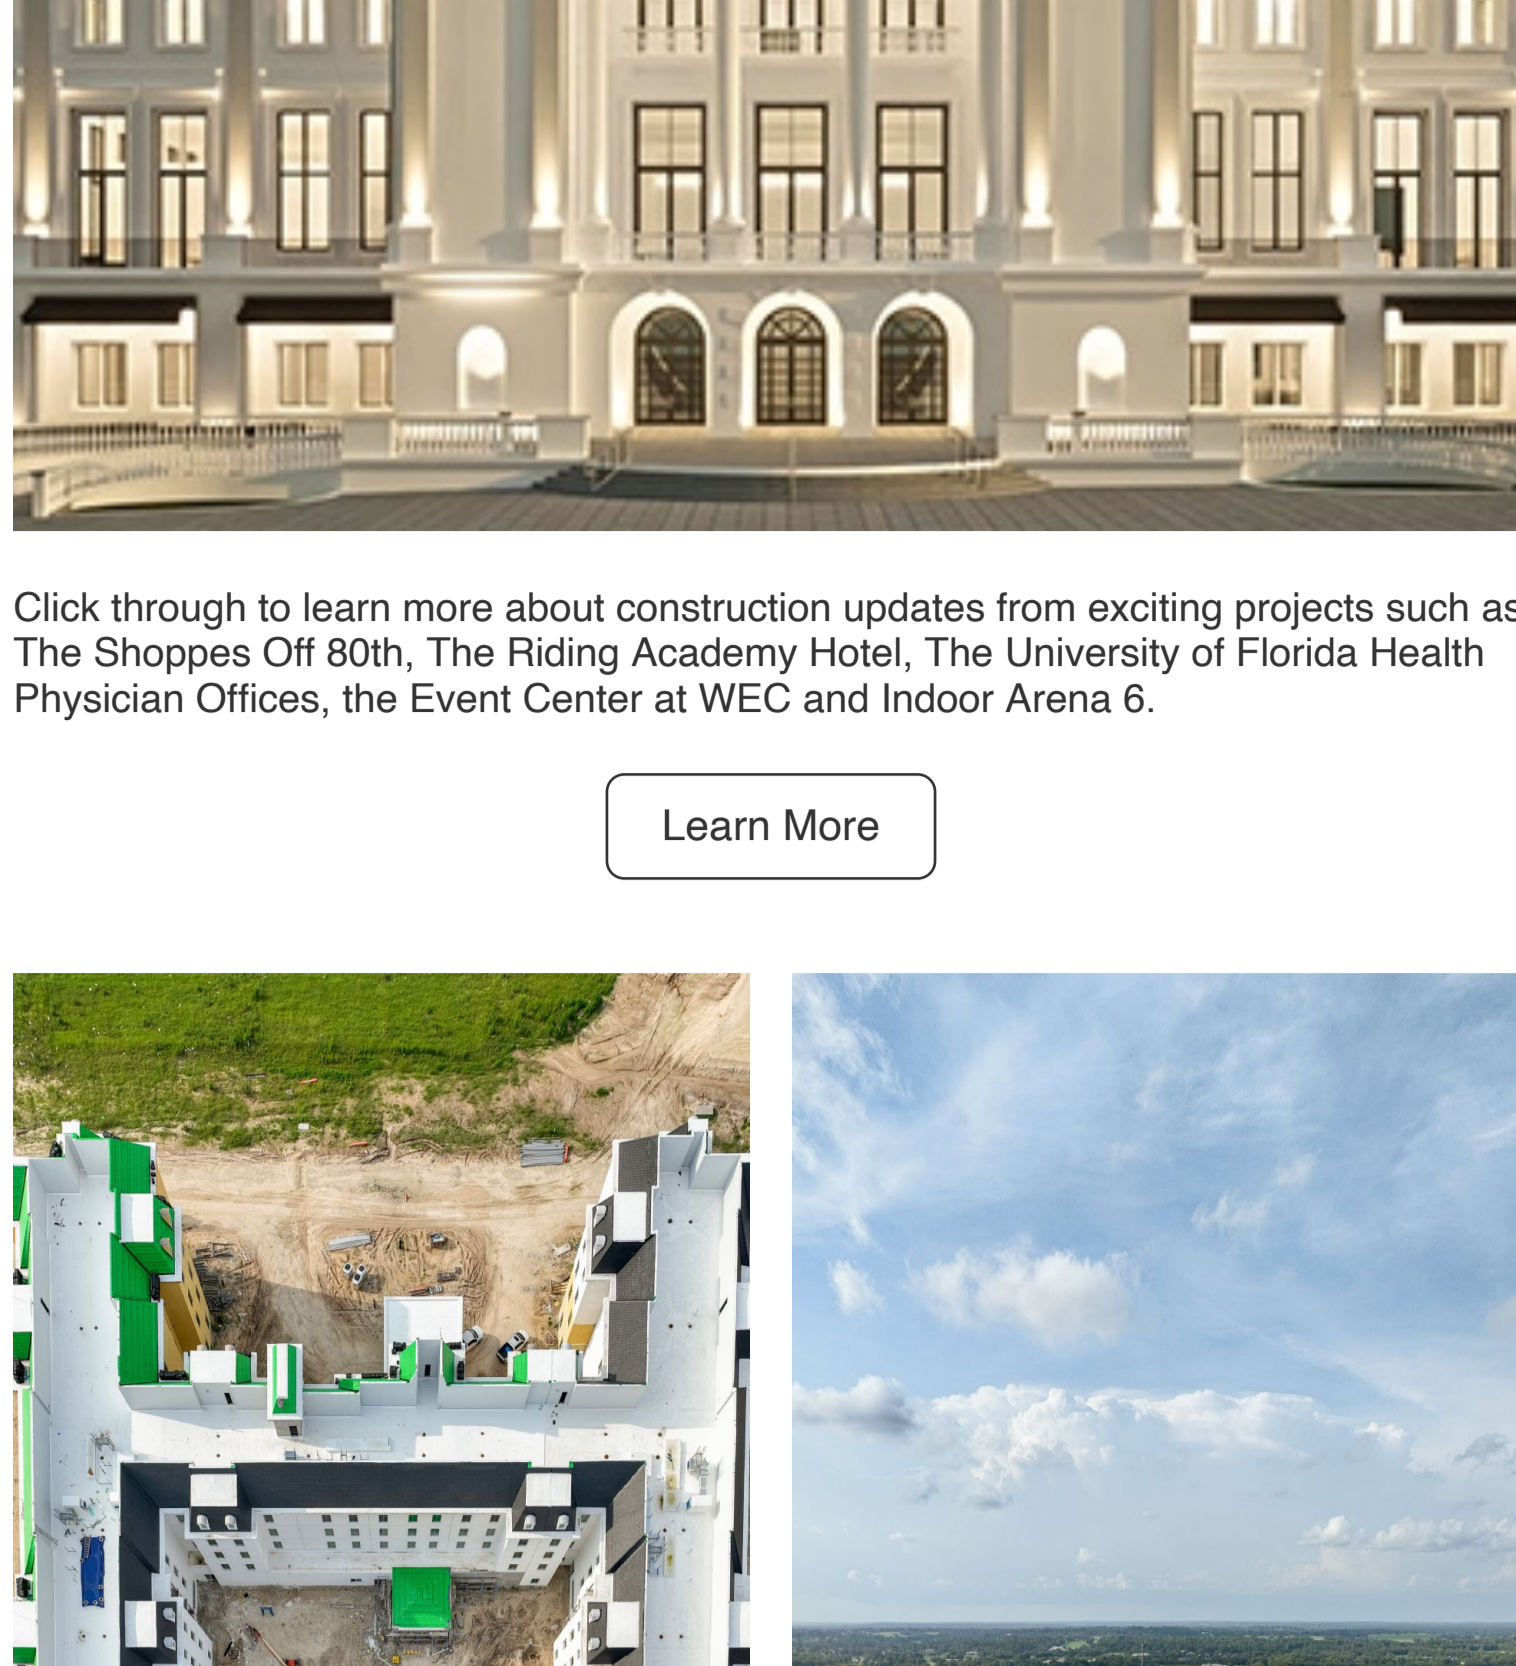 Click through to learn more about construction updates from exciting projects such as
The Shoppes Off 80th, The Riding Academy Hotel, The University of Florida Health
Physician Offices, the Event Center at WEC and Indoor Arena 6.
Learn More